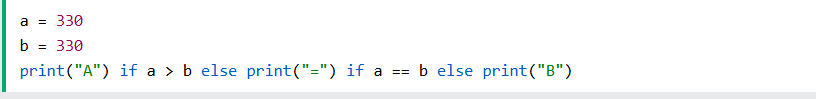 a = 330
b = 330
print("A") if a > b else print("=") if a == b else print("B")